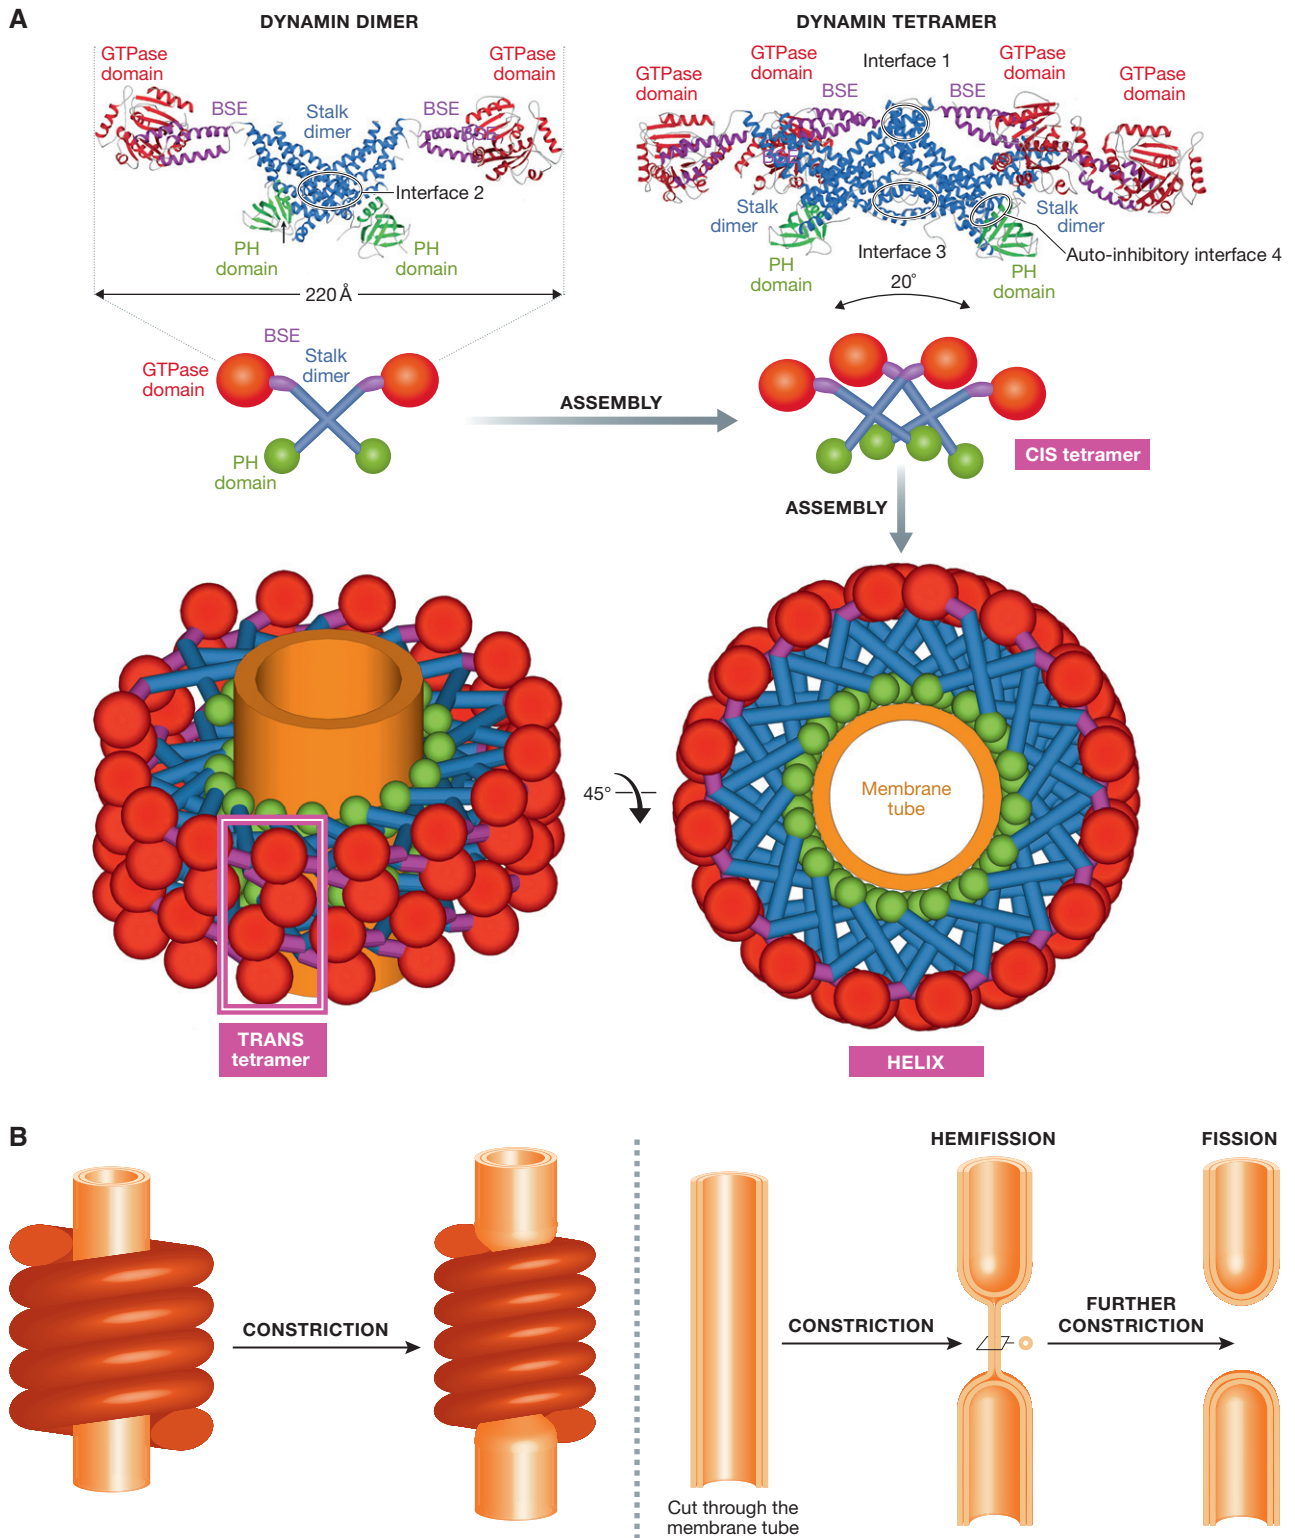 A
DYNAMIN DIMER
DYNAMIN TETRAMER
GTPase
domain
BSE
Stalk
dimer
BSE
BSE
GTPase
domain
Interface 2
PH
domain
PH
domain
220 Å
GTPase
domain
GTPase
domain
BSE
Interface 1
BSE
GTPase
domain
GTPase
domain
Stalk
dimer
Stalk
dimer
PH
domain
Interface 3
Auto-inhibitory interface 4
PH
domain
20°
BSE
GTPase
domain
Stalk
dimer
PH
domain
ASSEMBLY
CIS tetramer
ASSEMBLY
45°
Membrane
tube
TRANS
tetramer
HELIX
B
CONSTRICTION
HEMIFISSION
FISSION
CONSTRICTION
FURTHER
CONSTRICTION
Cut through the
membrane tube